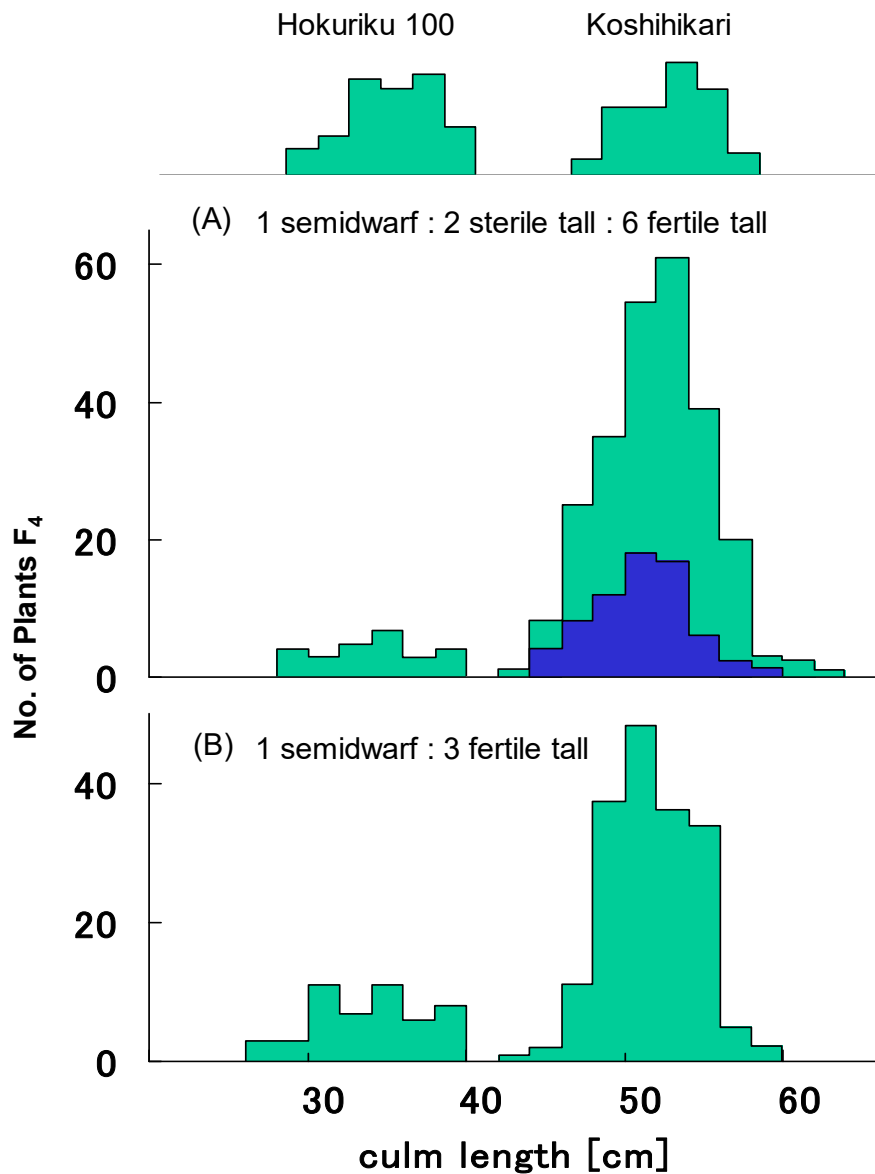 Hokuriku 100 Koshihikari
(A) 1 semidwarf : 2 sterile tall : 6 fertile tall
60
40
20
0
No. of Plants F₄
(B) 1 semidwarf : 3 fertile tall
40
20
0
30 40 50 60
culm length [cm]